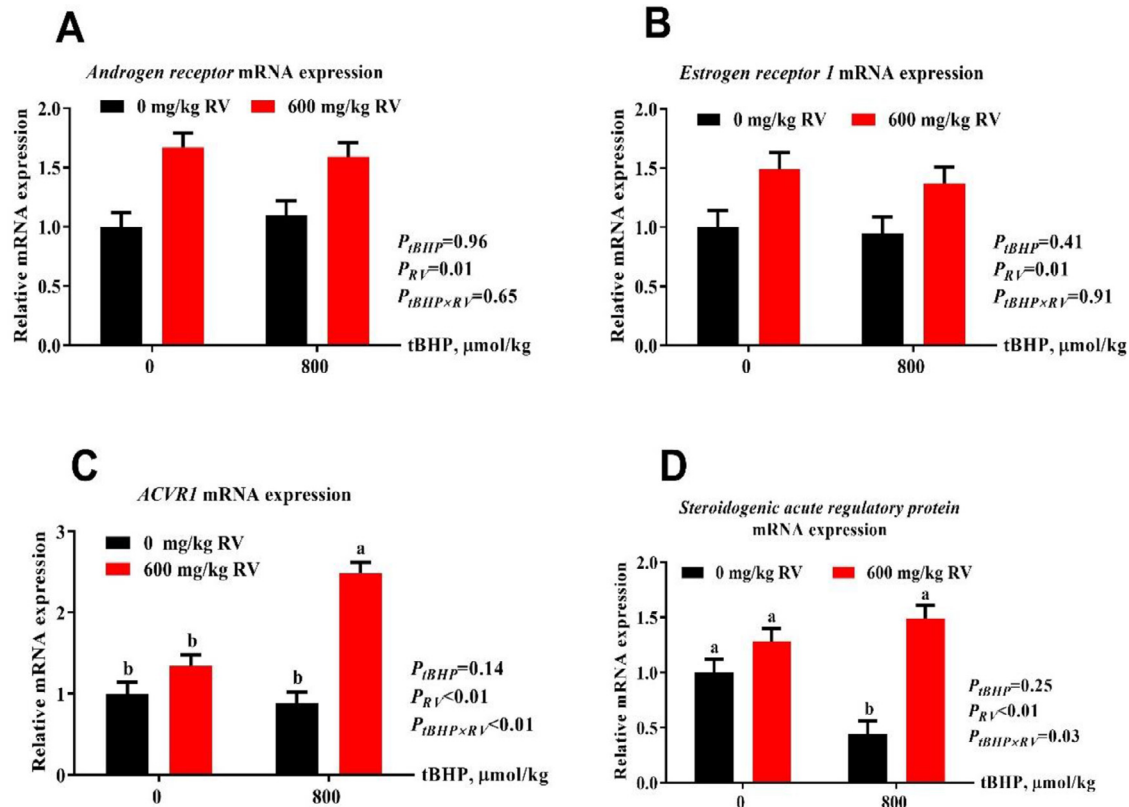 A
Androgen receptor mRNA expression
0 mg/kg RV 600 mg/kg RV
Relative mRNA expression
2.0
1.5
1.0
0.5
0.0
0 800
tBHP, μmol/kg
PtBHP=0.96
PRV=0.01
PtBHP×RV=0.65
B
Estrogen receptor 1 mRNA expression
0 mg/kg RV 600 mg/kg RV
Relative mRNA expression
2.0
1.5
1.0
0.5
0.0
0 800
tBHP, μmol/kg
PtBHP=0.41
PRV=0.01
PtBHP×RV=0.91
C
ACVR1 mRNA expression
0 mg/kg RV
600 mg/kg RV
Relative mRNA expression
3
2
1
0
b b b a
0 800
tBHP, μmol/kg
PtBHP=0.14
PRV<0.01
PtBHP×RV<0.01
D
Steroidogenic acute regulatory protein
mRNA expression
0 mg/kg RV 600 mg/kg RV
Relative mRNA expression
2.0
1.5
1.0
0.5
0.0
a a b a
0 800
tBHP, μmol/kg
PtBHP=0.25
PRV<0.01
PtBHP×RV=0.03